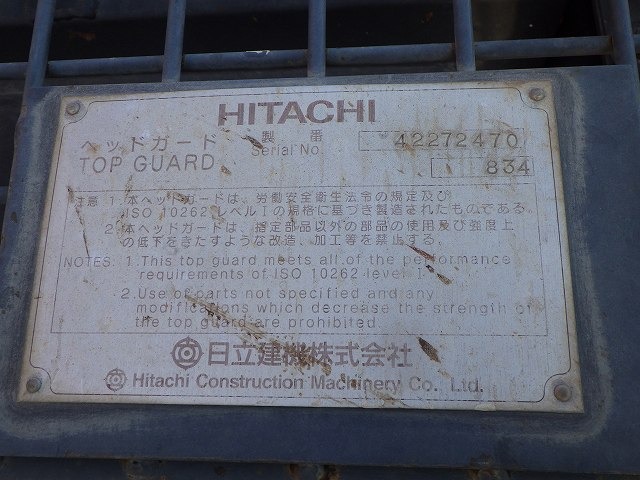 HITACHI
ヘッドガード 製番 42272470
TOP GUARD Serial No. 834
注意 1.本ヘッドガードは、労働安全衛生法令の規定及び
ISO 10262 レベルⅠの規格に基づき製造されたものである。
2.本ヘッドガードは、指定部品以外の部品の使用及び強度上
の低下をきたすような改造、加工等を禁止する。
NOTES: 1.This top guard meets all of the performance
requirements of ISO 10262 level I.
2.Use of parts not specified and any
modifications which decrease the strength of
the top guard are prohibited.
日立建機株式会社
Hitachi Construction Machinery Co. Ltd.